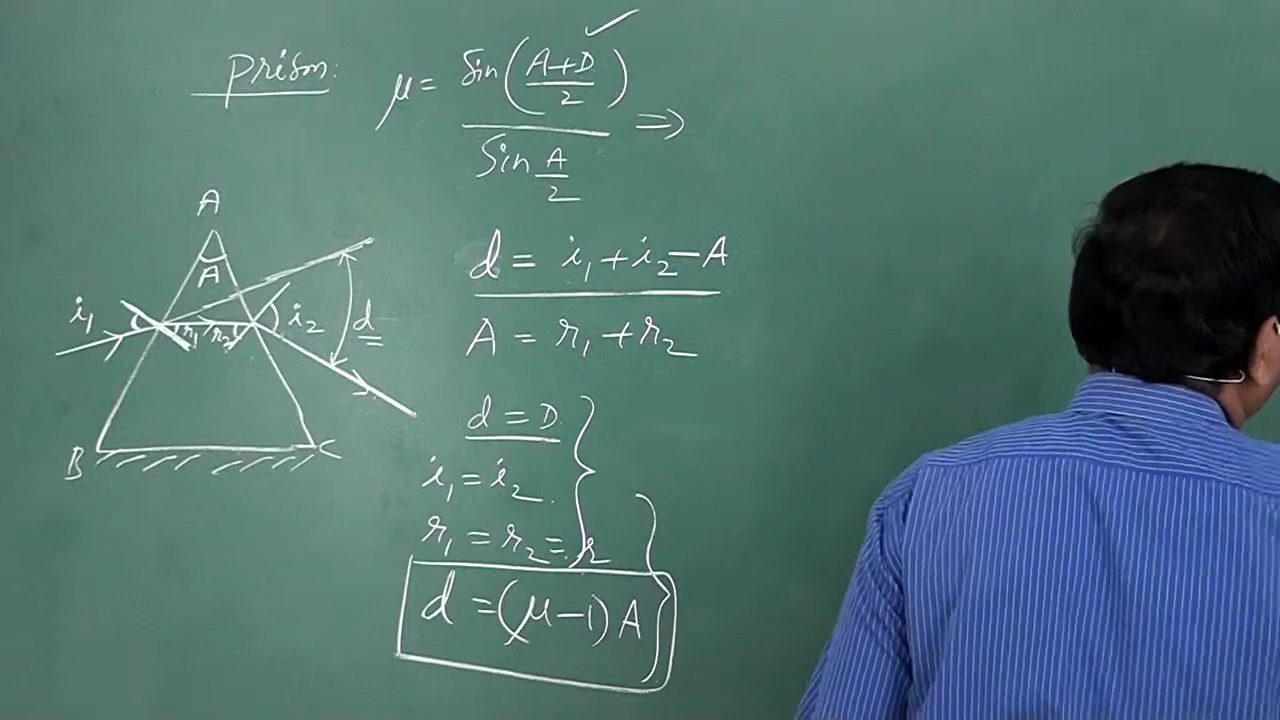 Prism:
μ = Sin(A+D/2) / Sin A/2 ⇒
A
A
i₁ r₁ r₂ i₂ d
B C
d = i₁ + i₂ − A
A = r₁ + r₂
d = D
i₁ = i₂
r₁ = r₂ = r
d = (μ−1) A